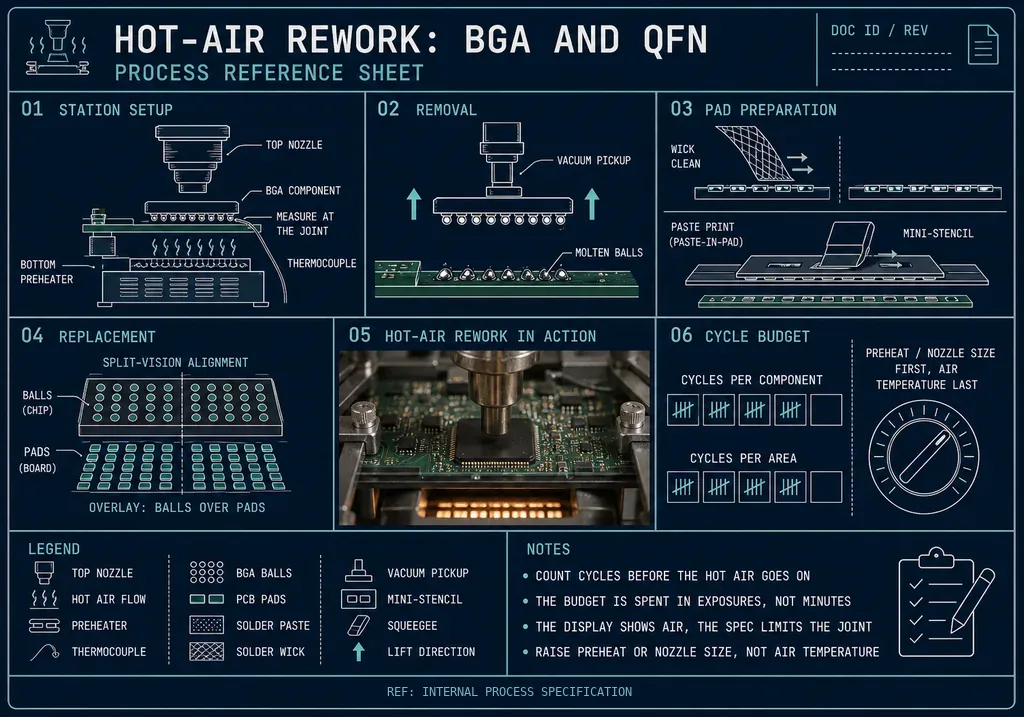 HOT-AIR REWORK: BGA AND QFN
PROCESS REFERENCE SHEET
DOC ID / REV
01 STATION SETUP
TOP NOZZLE
BGA COMPONENT
MEASURE AT
THE JOINT
THERMOCOUPLE
BOTTOM
PREHEATER
02 REMOVAL
VACUUM PICKUP
MOLTEN BALLS
03 PAD PREPARATION
WICK
CLEAN
PASTE PRINT
(PASTE-IN-PAD)
MINI-STENCIL
04 REPLACEMENT
SPLIT-VISION ALIGNMENT
BALLS
(CHIP)
PADS
(BOARD)
OVERLAY: BALLS OVER PADS
05 HOT-AIR REWORK IN ACTION
06 CYCLE BUDGET
CYCLES PER COMPONENT
CYCLES PER AREA
PREHEAT / NOZZLE SIZE
FIRST, AIR
TEMPERATURE LAST
LEGEND
TOP NOZZLE
HOT AIR FLOW
PREHEATER
THERMOCOUPLE
BGA BALLS
PCB PADS
SOLDER PASTE
SOLDER WICK
VACUUM PICKUP
MINI-STENCIL
SQUEEGEE
LIFT DIRECTION
NOTES
• COUNT CYCLES BEFORE THE HOT AIR GOES ON
• THE BUDGET IS SPENT IN EXPOSURES, NOT MINUTES
• THE DISPLAY SHOWS AIR, THE SPEC LIMITS THE JOINT
• RAISE PREHEAT OR NOZZLE SIZE, NOT AIR TEMPERATURE
REF: INTERNAL PROCESS SPECIFICATION